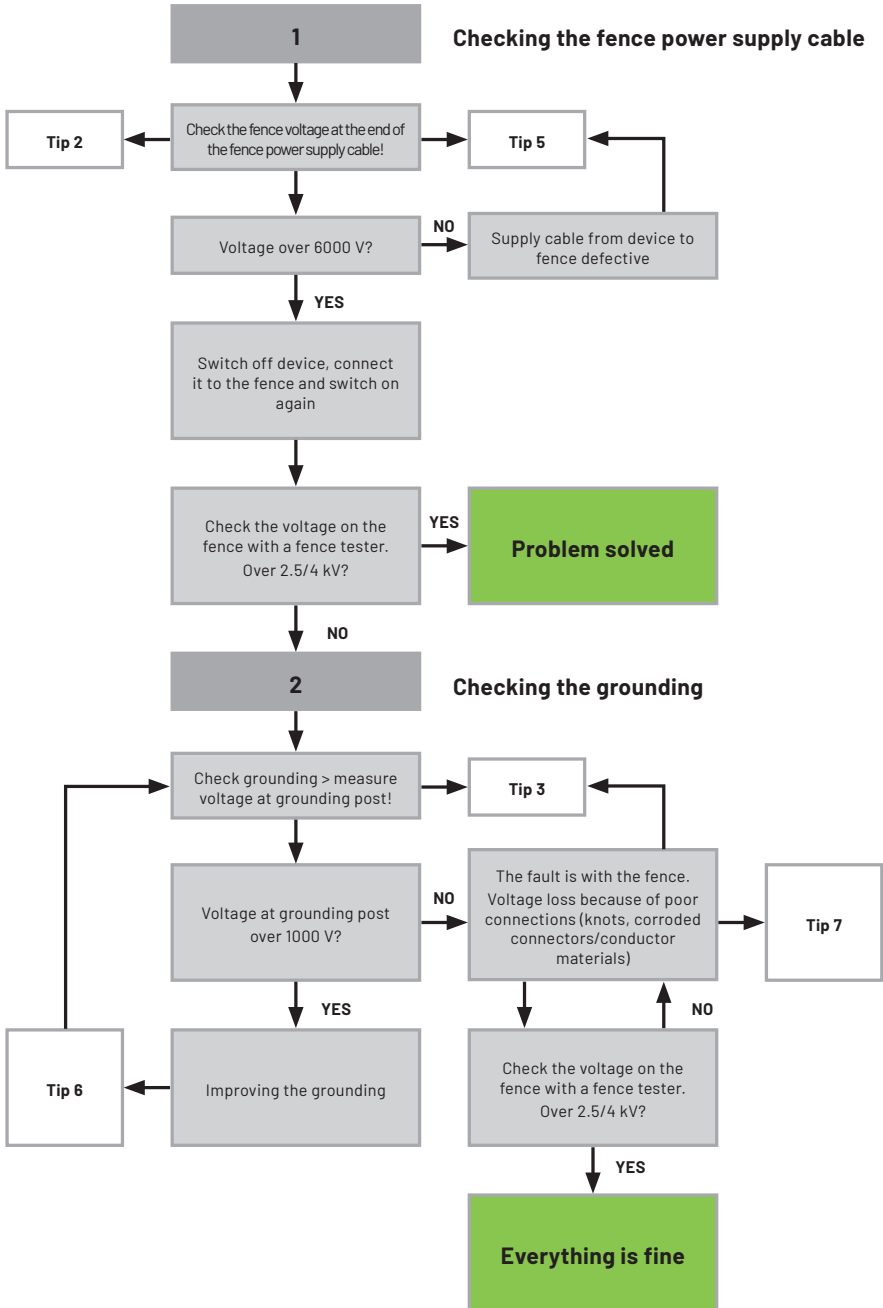 1
Checking the fence power supply cable
Tip 2
Check the fence voltage at the end of
the fence power supply cable!
Tip 5
Voltage over 6000 V?
NO
Supply cable from device to
fence defective
YES
Switch off device, connect
it to the fence and switch on
again
Check the voltage on the
fence with a fence tester.
Over 2.5/4 kV?
YES
Problem solved
NO
2
Checking the grounding
Check grounding > measure
voltage at grounding post!
Tip 3
Voltage at grounding post
over 1000 V?
NO
The fault is with the fence.
Voltage loss because of poor
connections (knots, corroded
connectors/conductor
materials)
Tip 7
YES
NO
Tip 6
Improving the grounding
Check the voltage on the
fence with a fence tester.
Over 2.5/4 kV?
YES
Everything is fine